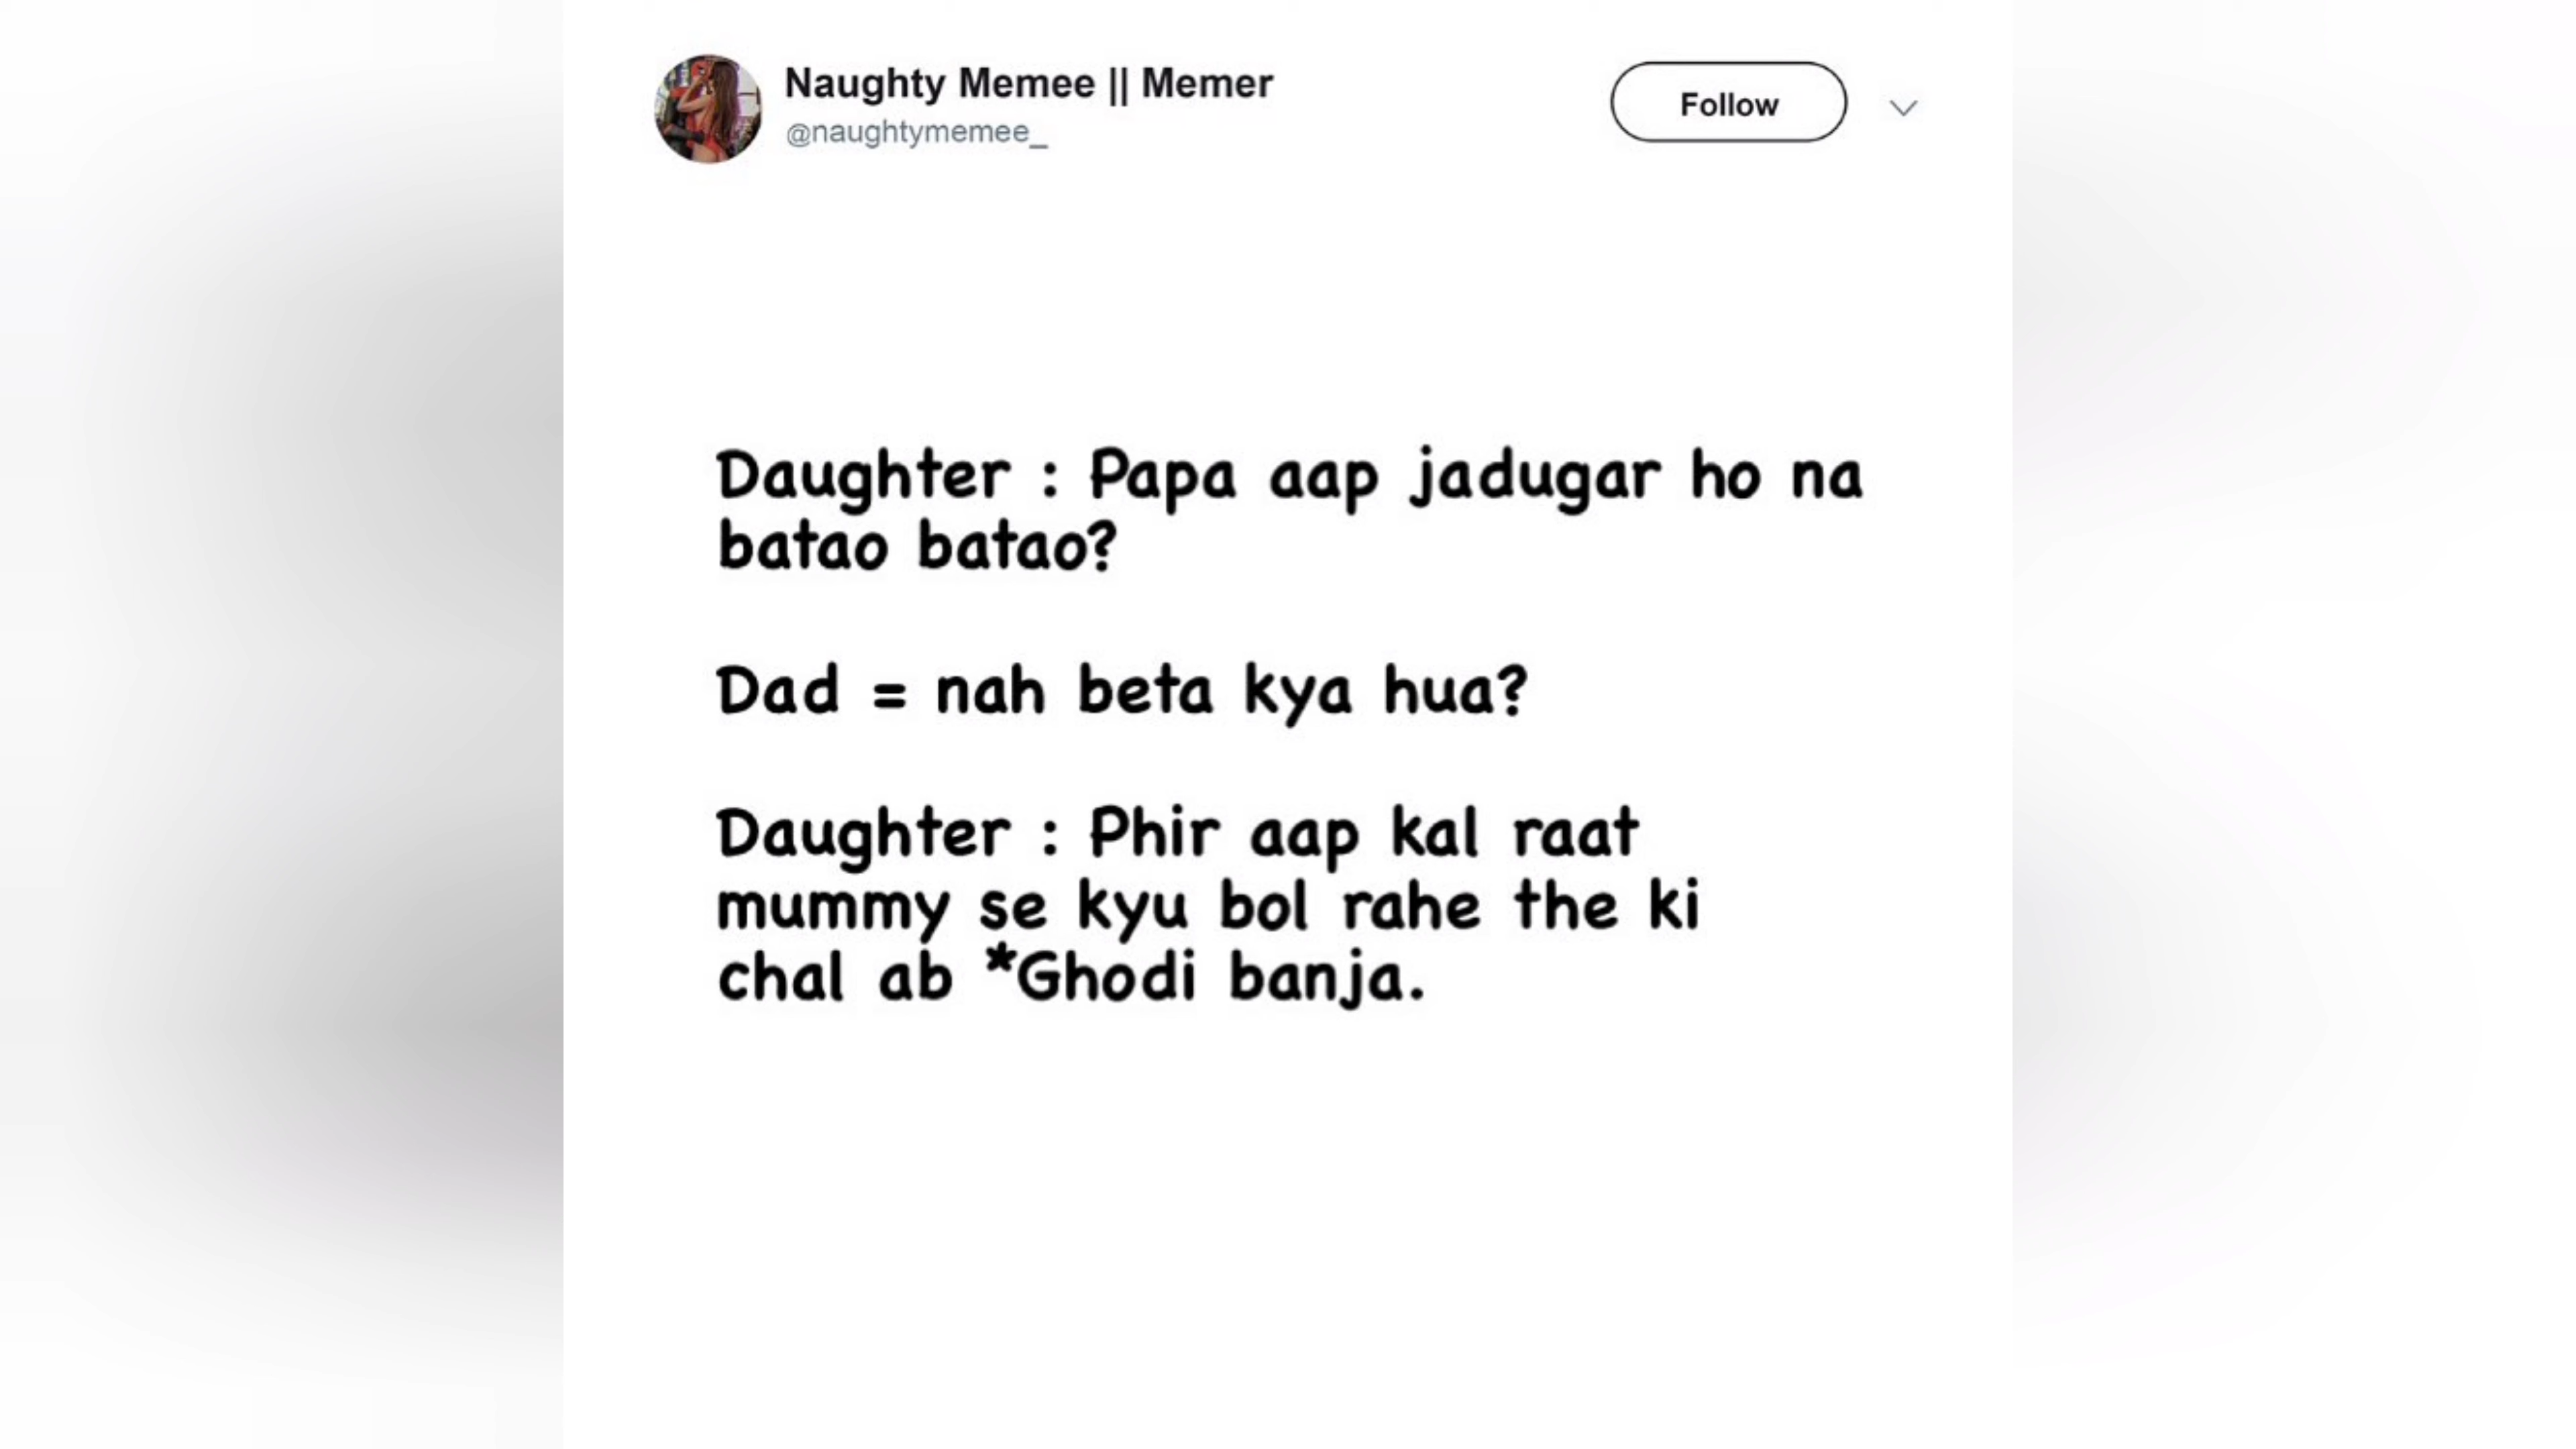 Naughty Memee || Memer
@naughtymemee_
Follow
Daughter : Papa aap jadugar ho na
batao batao?
Dad = nah beta kya hua?
Daughter : Phir aap kal raat
mummy se kyu bol rahe the ki
chal ab *Ghodi banja.